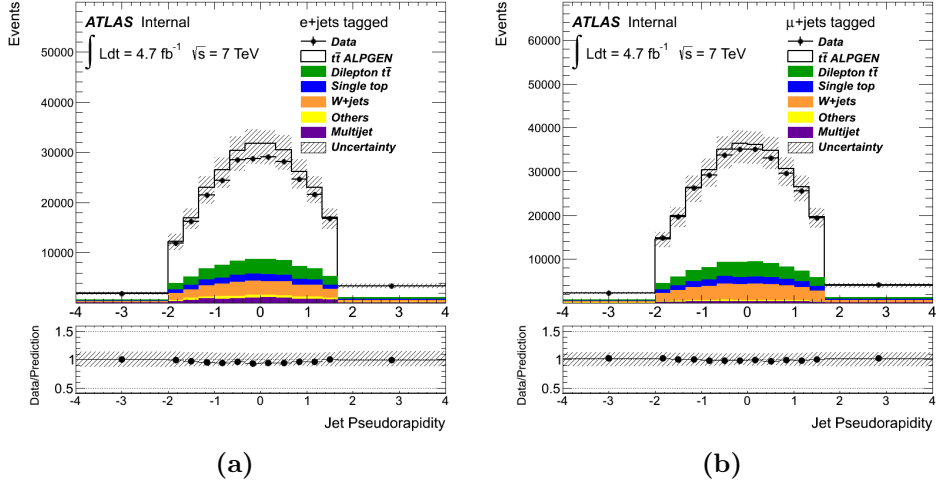 Events
ATLAS Internal
e+jets tagged
∫ Ldt = 4.7 fb⁻¹ √s = 7 TeV
Data
tt̄ ALPGEN
Dilepton tt̄
Single top
W+jets
Others
Multijet
Uncertainty
50000
40000
30000
20000
10000
-4 -3 -2 -1 0 1 2 3 4
Data/Prediction
1.5
1
0.5
-4 -3 -2 -1 0 1 2 3 4
Jet Pseudorapidity
(a)
Events
ATLAS Internal
μ+jets tagged
∫ Ldt = 4.7 fb⁻¹ √s = 7 TeV
Data
tt̄ ALPGEN
Dilepton tt̄
Single top
W+jets
Others
Multijet
Uncertainty
60000
50000
40000
30000
20000
10000
-4 -3 -2 -1 0 1 2 3 4
Data/Prediction
1.5
1
0.5
-4 -3 -2 -1 0 1 2 3 4
Jet Pseudorapidity
(b)